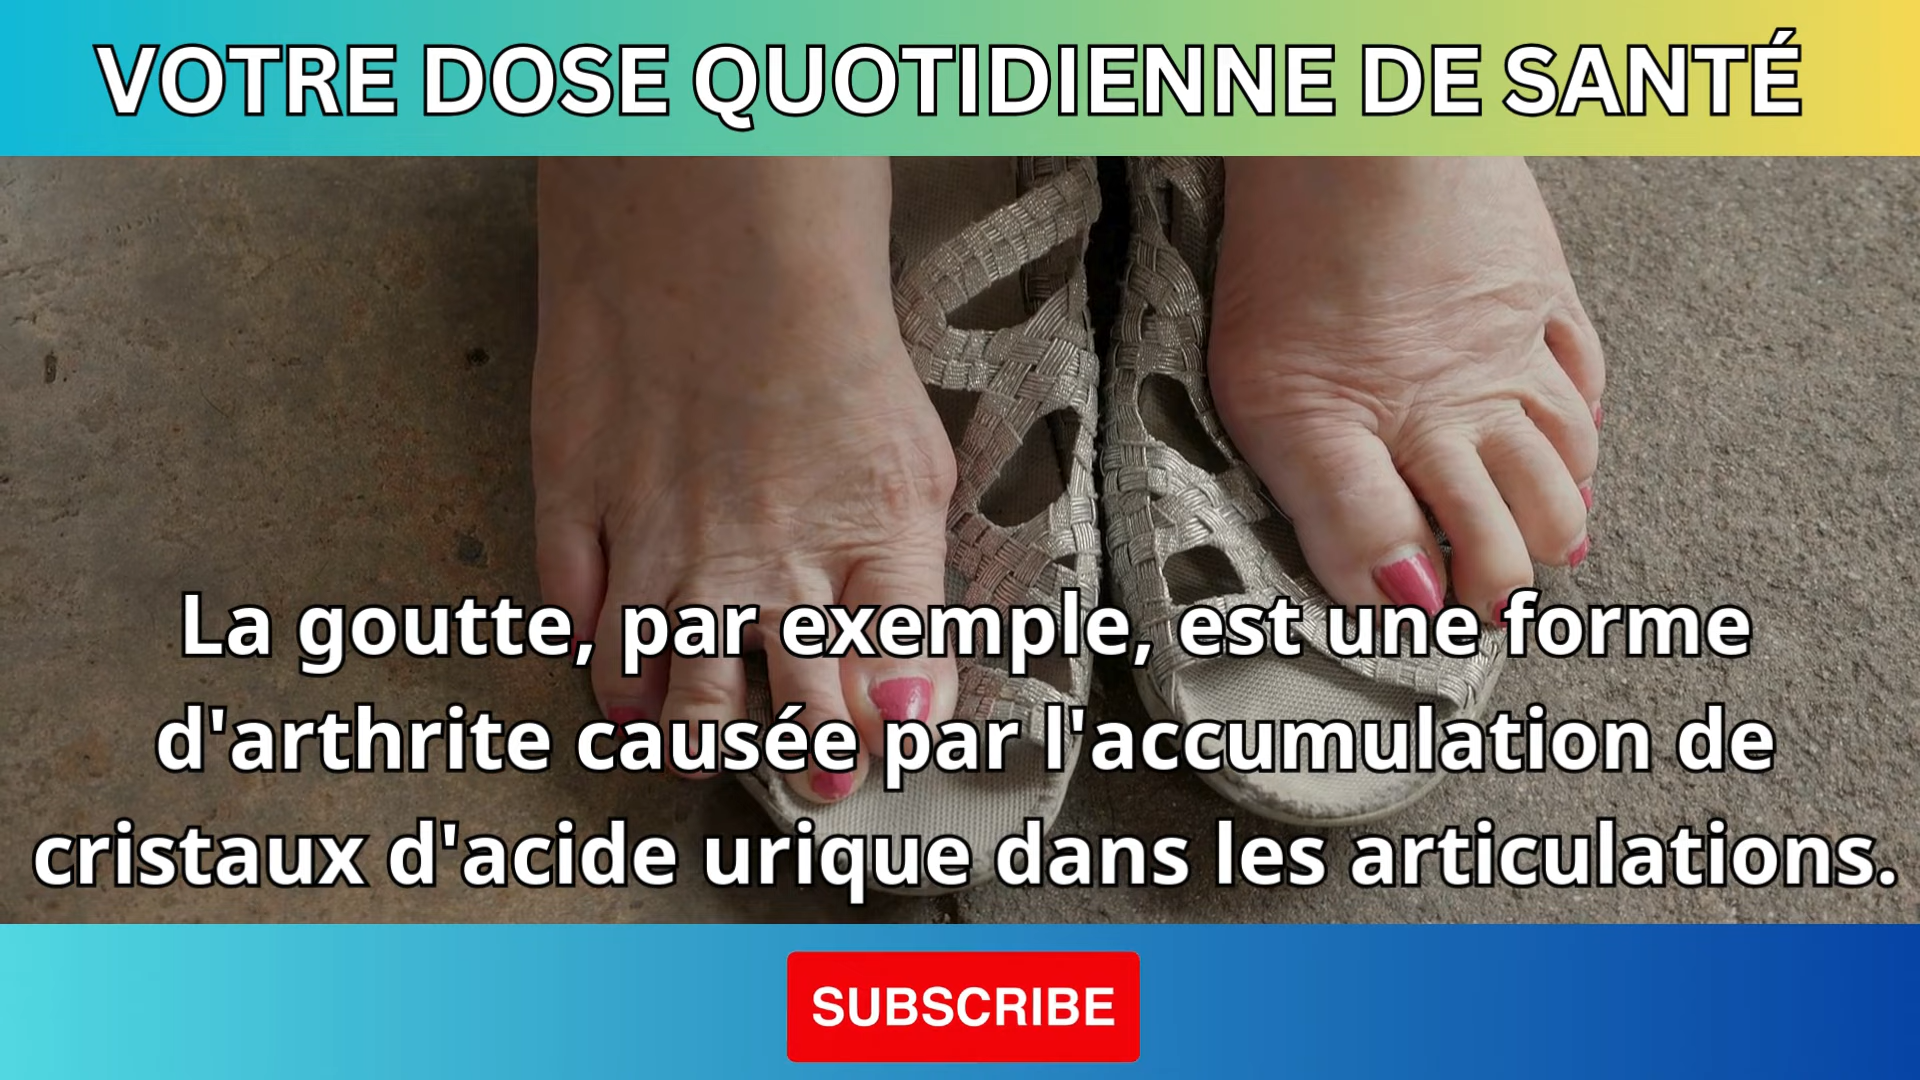 VOTRE DOSE QUOTIDIENNE DE SANTÉ
La goutte, par exemple, est une forme
d'arthrite causée par l'accumulation de
cristaux d'acide urique dans les articulations.
SUBSCRIBE